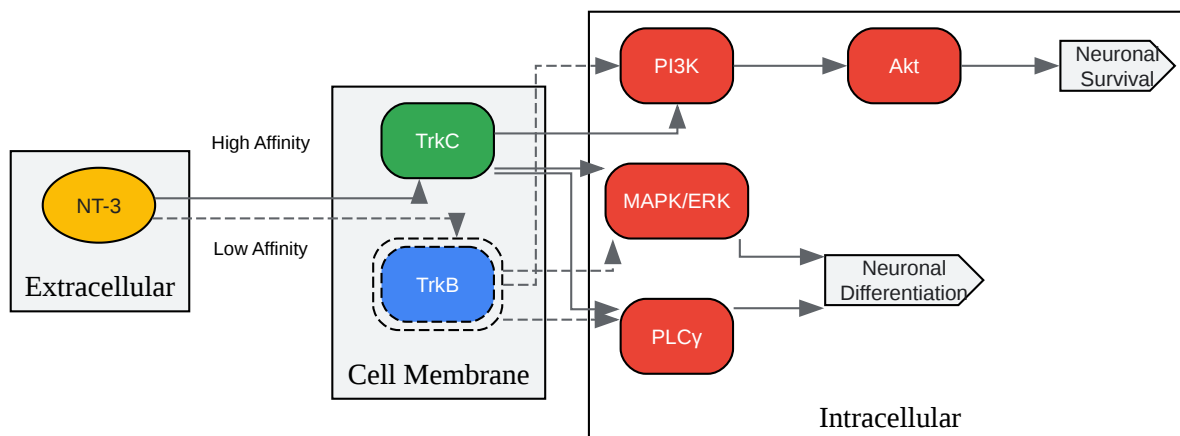 NT-3
Extracellular
High Affinity
Low Affinity
TrkC
TrkB
Cell Membrane
PI3K
Akt
Neuronal
Survival
MAPK/ERK
PLCγ
Neuronal
Differentiation
Intracellular